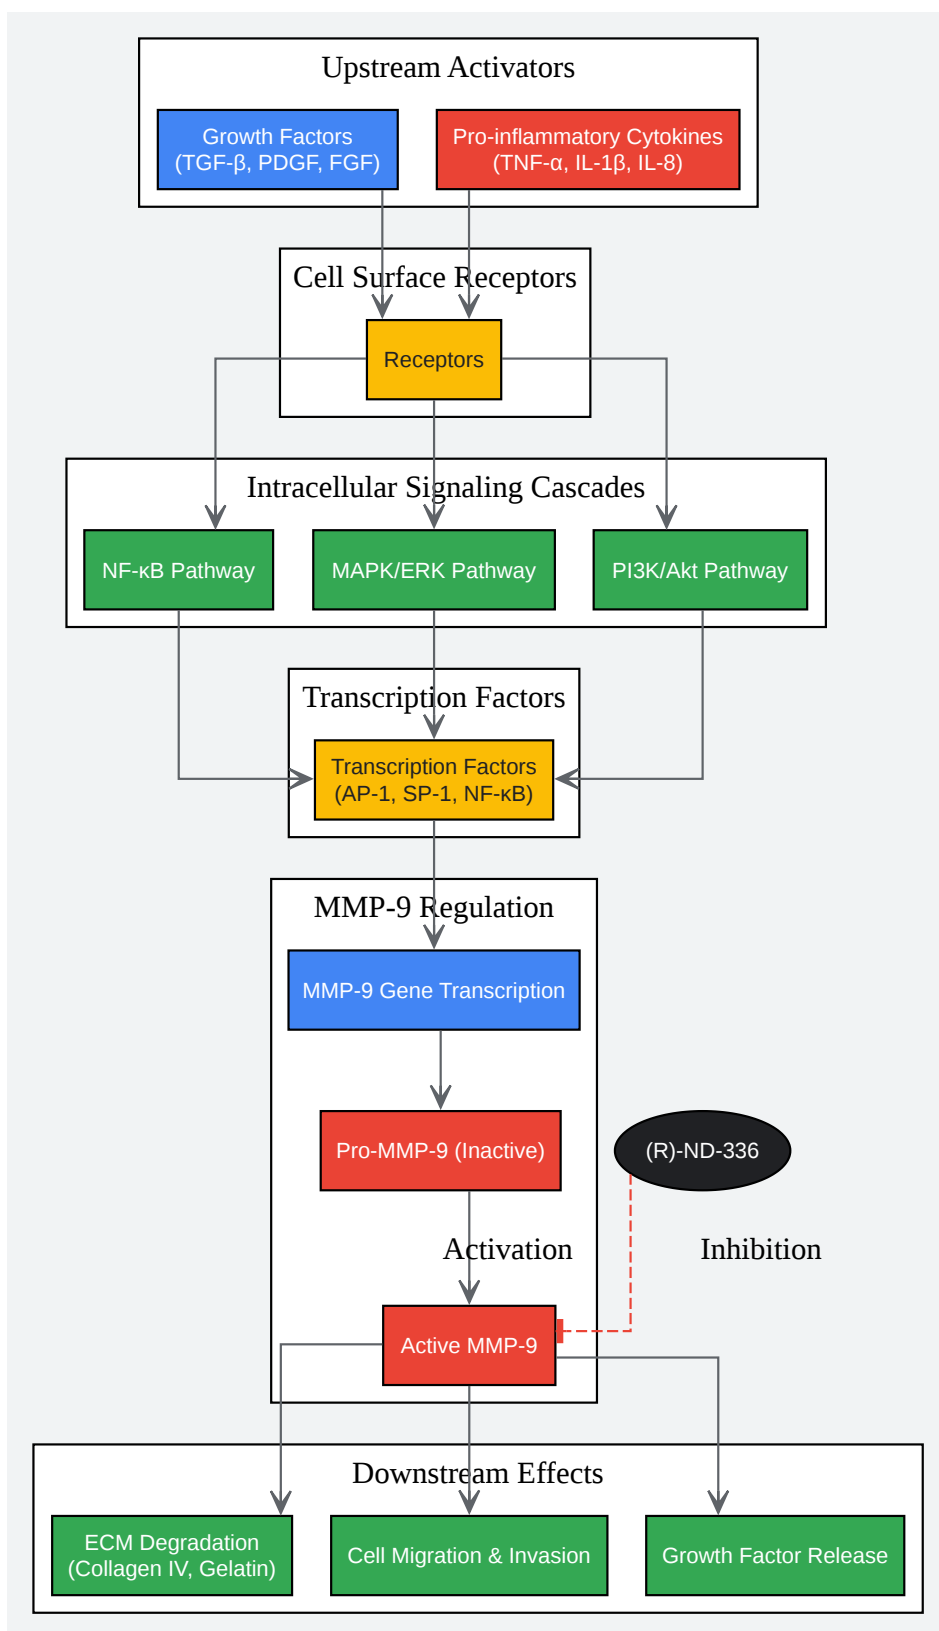 Upstream Activators
Growth Factors
(TGF-β, PDGF, FGF)
Pro-inflammatory Cytokines
(TNF-α, IL-1β, IL-8)
Cell Surface Receptors
Receptors
Intracellular Signaling Cascades
NF-κB Pathway
MAPK/ERK Pathway
PI3K/Akt Pathway
Transcription Factors
Transcription Factors
(AP-1, SP-1, NF-κB)
MMP-9 Regulation
MMP-9 Gene Transcription
Pro-MMP-9 (Inactive)
(R)-ND-336
Activation
Inhibition
Active MMP-9
Downstream Effects
ECM Degradation
(Collagen IV, Gelatin)
Cell Migration & Invasion
Growth Factor Release